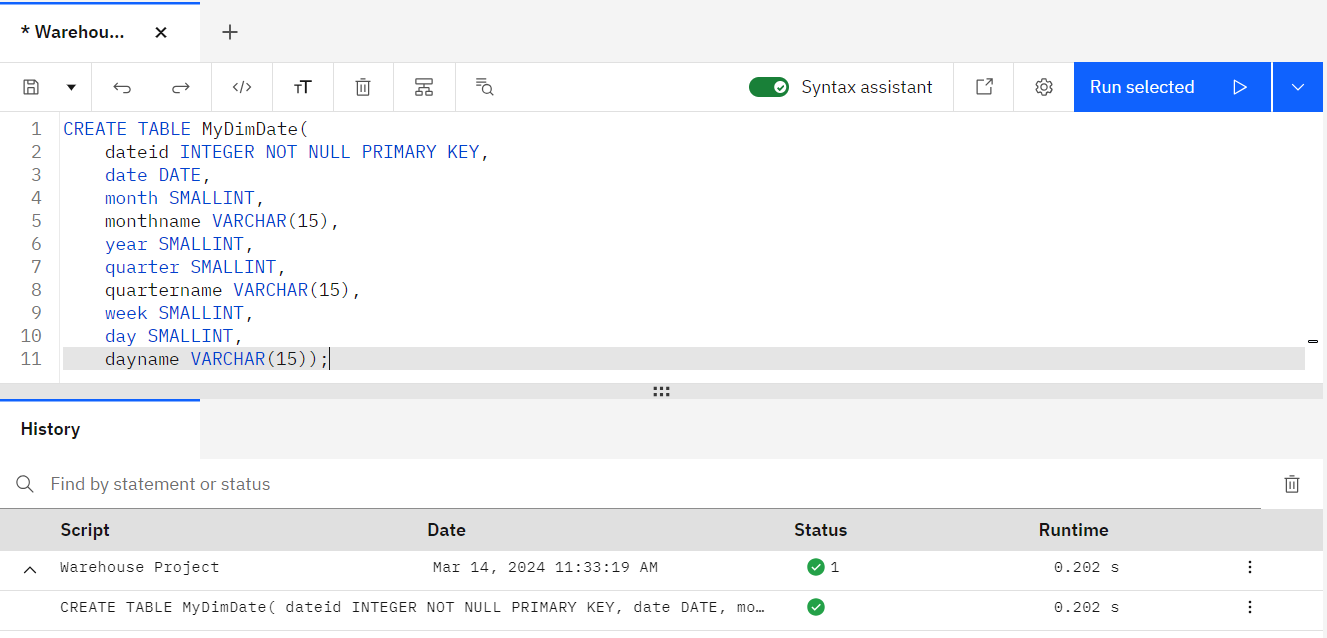 * Warehou...
Syntax assistant
Run selected
1 CREATE TABLE MyDimDate(
2 dateid INTEGER NOT NULL PRIMARY KEY,
3 date DATE,
4 month SMALLINT,
5 monthname VARCHAR(15),
6 year SMALLINT,
7 quarter SMALLINT,
8 quartername VARCHAR(15),
9 week SMALLINT,
10 day SMALLINT,
11 dayname VARCHAR(15));
History
Find by statement or status
Script Date Status Runtime
Warehouse Project Mar 14, 2024 11:33:19 AM 1 0.202 s
CREATE TABLE MyDimDate( dateid INTEGER NOT NULL PRIMARY KEY, date DATE, mo... 0.202 s